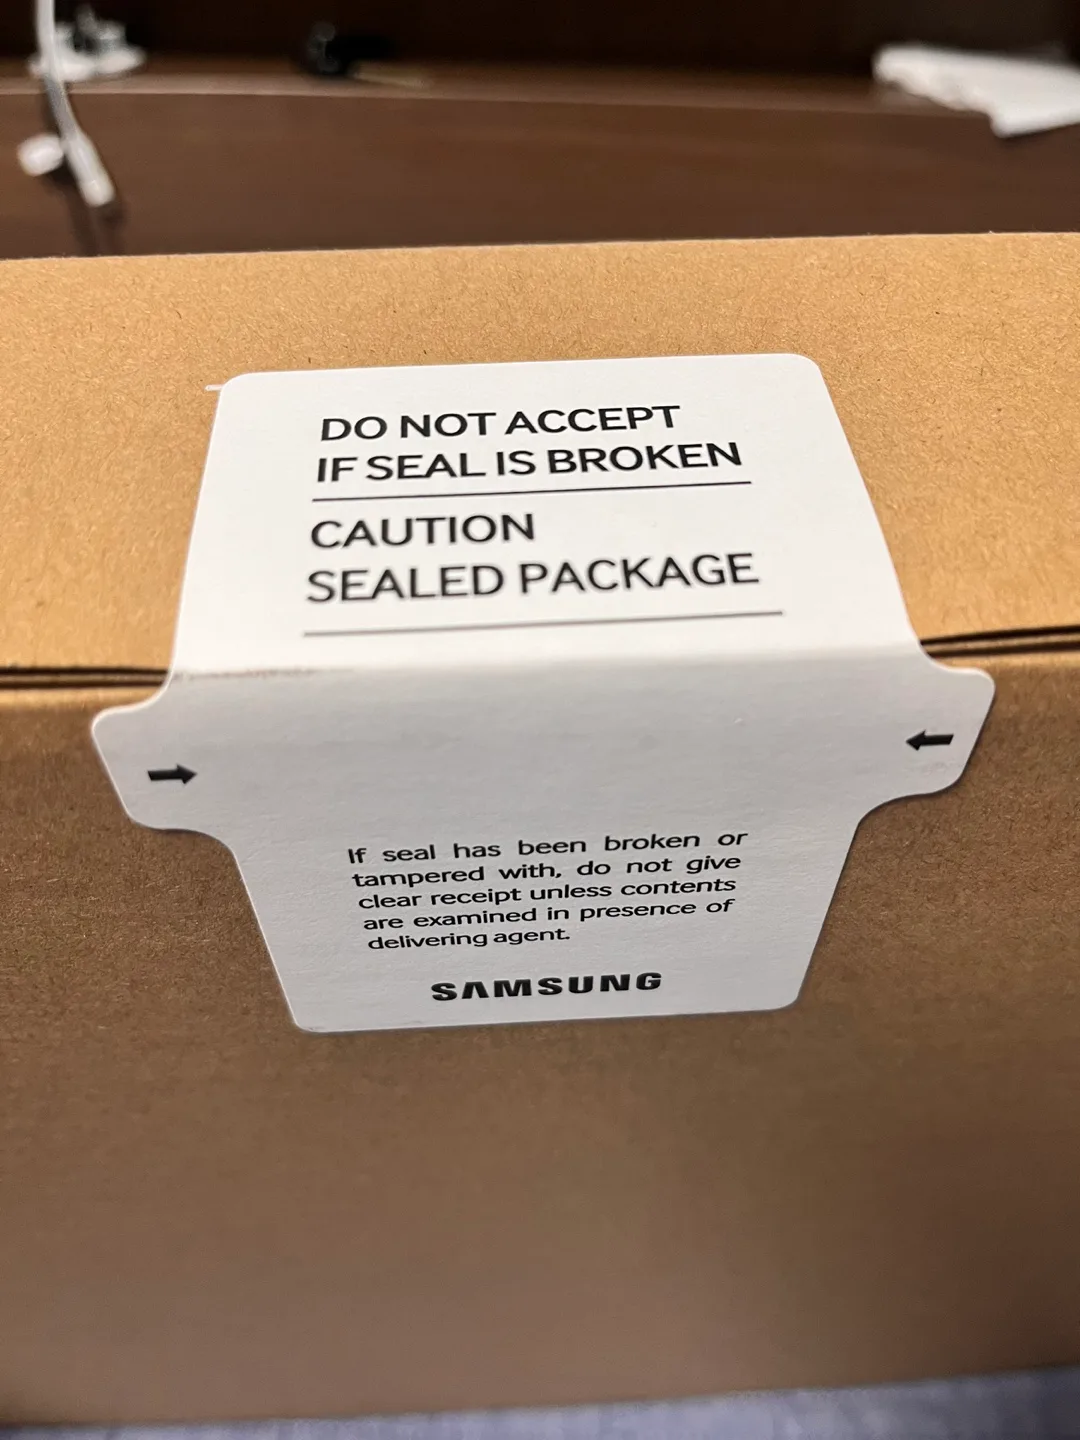 DO NOT ACCEPT
IF SEAL IS BROKEN
CAUTION
SEALED PACKAGE
If seal has been broken or
tampered with, do not give
clear receipt unless contents
are examined in presence of
delivering agent.
SAMSUNG